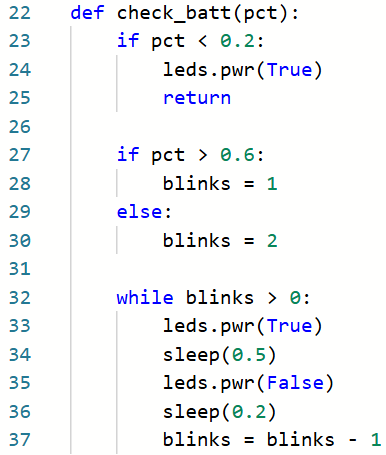 22 def check_batt(pct):
23     if pct < 0.2:
24         leds.pwr(True)
25         return
26
27     if pct > 0.6:
28         blinks = 1
29     else:
30         blinks = 2
31
32     while blinks > 0:
33         leds.pwr(True)
34         sleep(0.5)
35         leds.pwr(False)
36         sleep(0.2)
37         blinks = blinks - 1